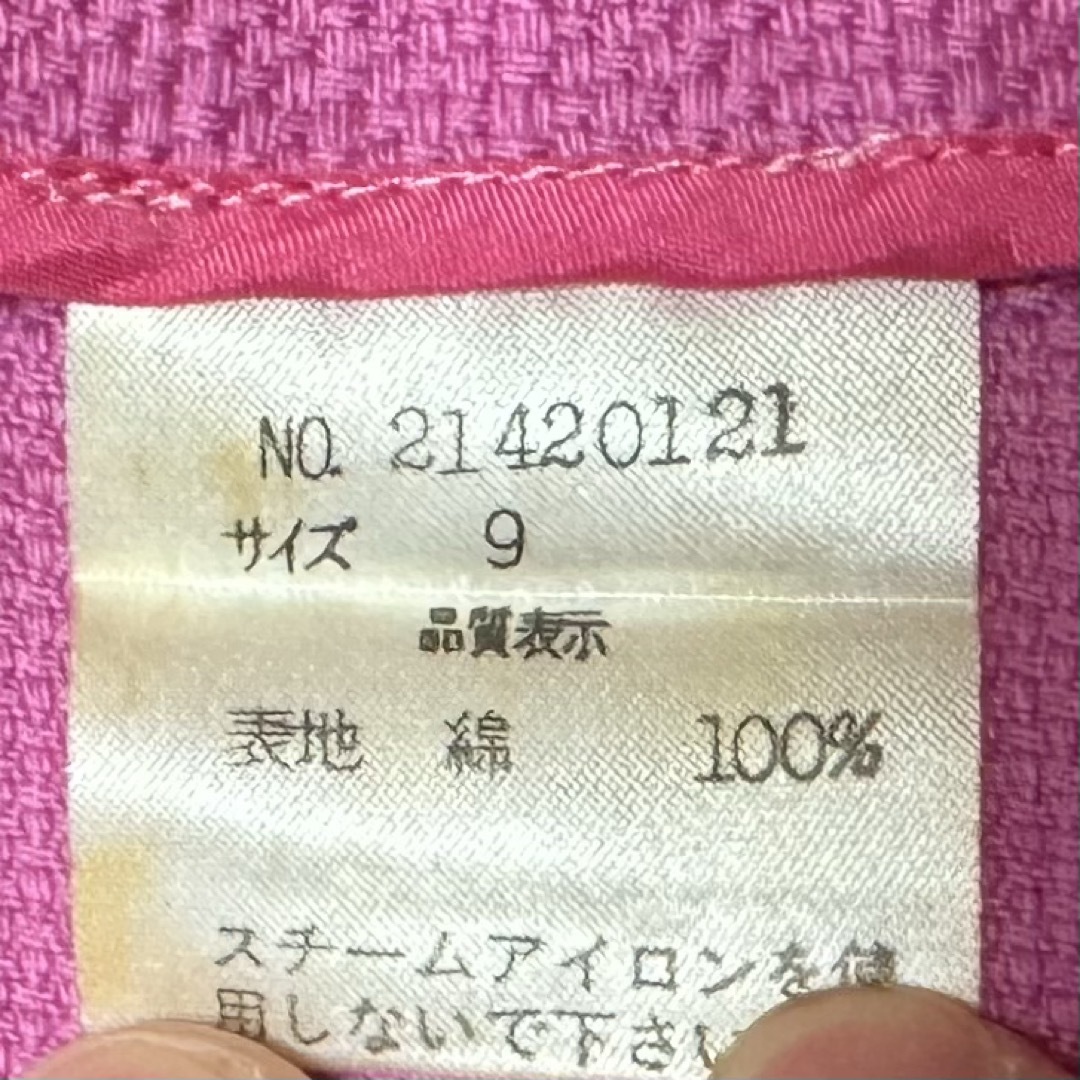 NO. 21420121
サイズ 9
品質表示
表地 綿 100%
スチームアイロンを使
用しないで下さい